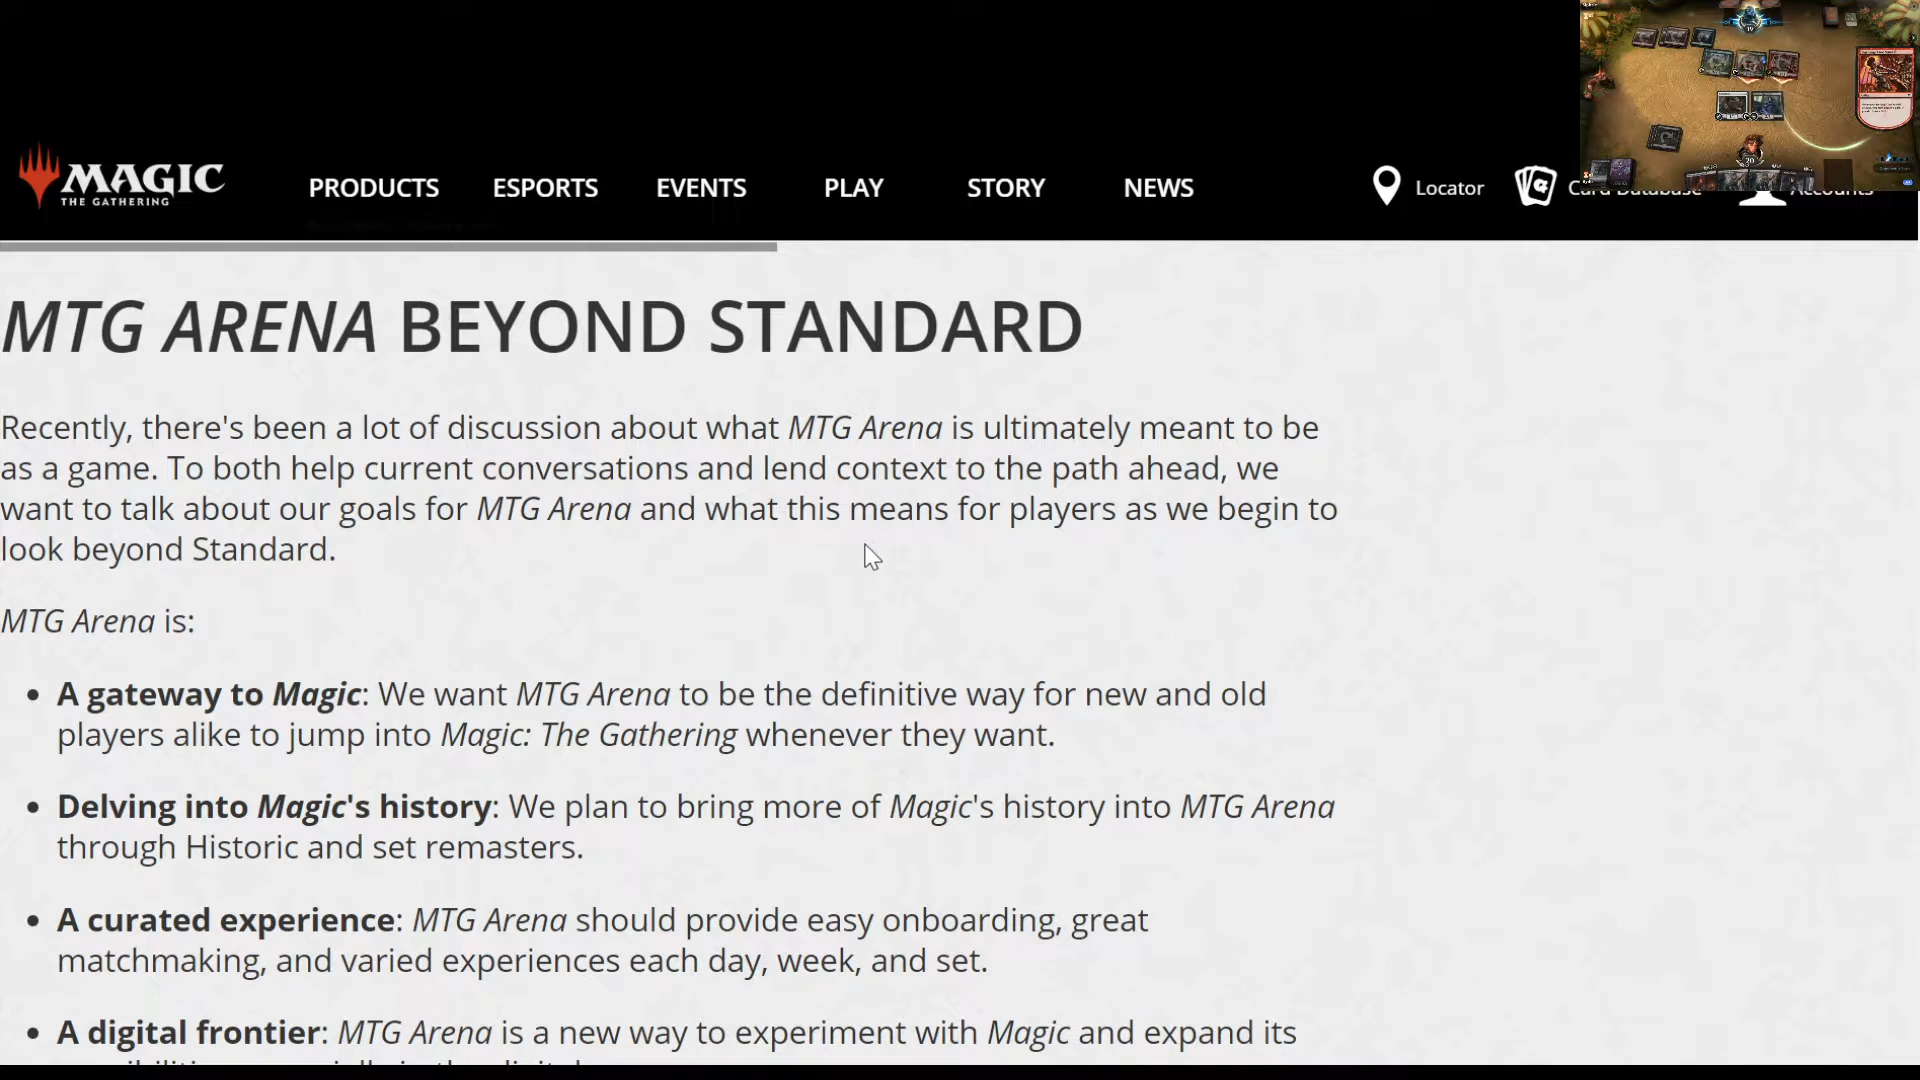 MAGIC
THE GATHERING
PRODUCTS ESPORTS EVENTS PLAY STORY NEWS Locator Card Database Accounts
MTG ARENA BEYOND STANDARD
Recently, there's been a lot of discussion about what MTG Arena is ultimately meant to be
as a game. To both help current conversations and lend context to the path ahead, we
want to talk about our goals for MTG Arena and what this means for players as we begin to
look beyond Standard.
MTG Arena is:
• A gateway to Magic: We want MTG Arena to be the definitive way for new and old
players alike to jump into Magic: The Gathering whenever they want.
• Delving into Magic's history: We plan to bring more of Magic's history into MTG Arena
through Historic and set remasters.
• A curated experience: MTG Arena should provide easy onboarding, great
matchmaking, and varied experiences each day, week, and set.
• A digital frontier: MTG Arena is a new way to experiment with Magic and expand its
19
20